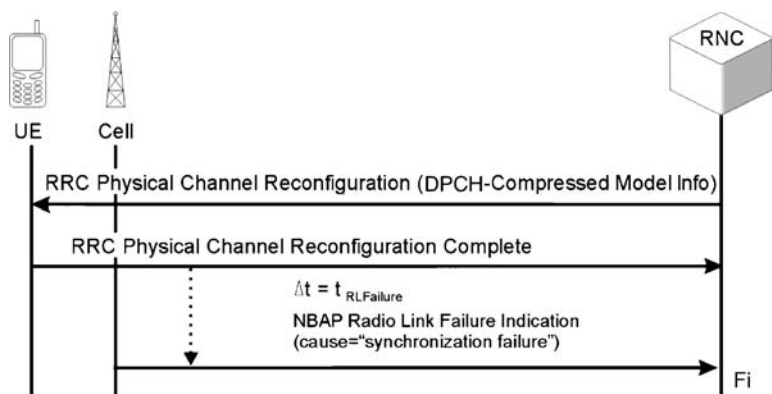 RNC
UE
Cell
RRC Physical Channel Reconfiguration (DPCH-Compressed Model Info)
RRC Physical Channel Reconfiguration Complete
Δt = t RLFailure
NBAP Radio Link Failure Indication
(cause=“synchronization failure”)
Fi